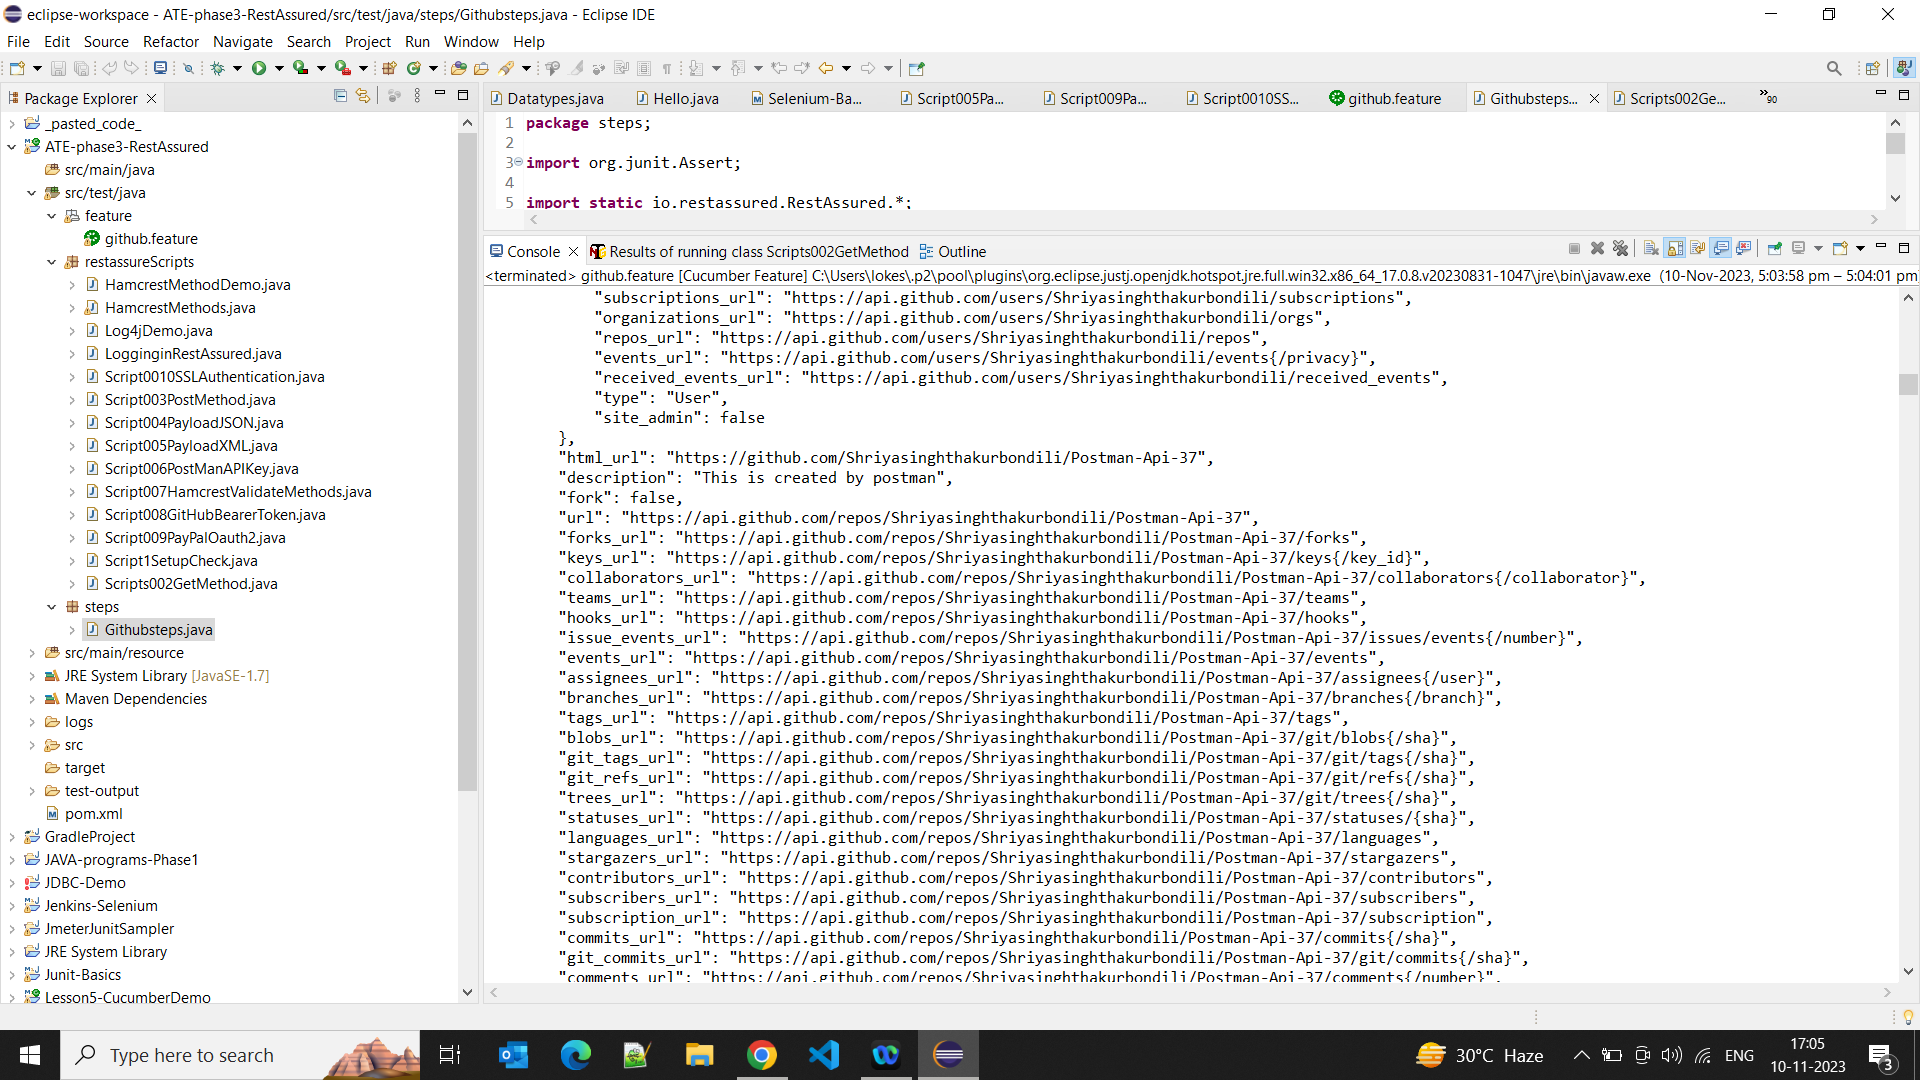 eclipse-workspace - ATE-phase3-RestAssured/src/test/java/steps/Githubsteps.java - Eclipse IDE
File Edit Source Refactor Navigate Search Project Run Window Help
Package Explorer
_pasted_code_
ATE-phase3-RestAssured
src/main/java
src/test/java
feature
github.feature
restassureScripts
HamcrestMethodDemo.java
HamcrestMethods.java
Log4jDemo.java
LogginginRestAssured.java
Script0010SSLAuthentication.java
Script003PostMethod.java
Script004PayloadJSON.java
Script005PayloadXML.java
Script006PostManAPIKey.java
Script007HamcrestValidateMethods.java
Script008GitHubBearerToken.java
Script009PayPalOauth2.java
Script1SetupCheck.java
Scripts002GetMethod.java
steps
Githubsteps.java
src/main/resource
JRE System Library [JavaSE-1.7]
Maven Dependencies
logs
src
target
test-output
pom.xml
GradleProject
JAVA-programs-Phase1
JDBC-Demo
Jenkins-Selenium
JmeterJunitSampler
JRE System Library
Junit-Basics
Lesson5-CucumberDemo
Datatypes.java Hello.java Selenium-Ba... Script005Pa... Script009Pa... Script0010SS... github.feature Githubsteps... Scripts002Ge... 90
1 package steps;
2
3 import org.junit.Assert;
4
5 import static io.restassured.RestAssured.*;
Console Results of running class Scripts002GetMethod Outline
<terminated> github.feature [Cucumber Feature] C:\Users\lokes\.p2\pool\plugins\org.eclipse.justj.openjdk.hotspot.jre.full.win32.x86_64_17.0.8.v20230831-1047\jre\bin\javaw.exe (10-Nov-2023, 5:03:58 pm – 5:04:01 pm
"subscriptions_url": "https://api.github.com/users/Shriyasinghthakurbondili/subscriptions",
"organizations_url": "https://api.github.com/users/Shriyasinghthakurbondili/orgs",
"repos_url": "https://api.github.com/users/Shriyasinghthakurbondili/repos",
"events_url": "https://api.github.com/users/Shriyasinghthakurbondili/events{/privacy}",
"received_events_url": "https://api.github.com/users/Shriyasinghthakurbondili/received_events",
"type": "User",
"site_admin": false
},
"html_url": "https://github.com/Shriyasinghthakurbondili/Postman-Api-37",
"description": "This is created by postman",
"fork": false,
"url": "https://api.github.com/repos/Shriyasinghthakurbondili/Postman-Api-37",
"forks_url": "https://api.github.com/repos/Shriyasinghthakurbondili/Postman-Api-37/forks",
"keys_url": "https://api.github.com/repos/Shriyasinghthakurbondili/Postman-Api-37/keys{/key_id}",
"collaborators_url": "https://api.github.com/repos/Shriyasinghthakurbondili/Postman-Api-37/collaborators{/collaborator}",
"teams_url": "https://api.github.com/repos/Shriyasinghthakurbondili/Postman-Api-37/teams",
"hooks_url": "https://api.github.com/repos/Shriyasinghthakurbondili/Postman-Api-37/hooks",
"issue_events_url": "https://api.github.com/repos/Shriyasinghthakurbondili/Postman-Api-37/issues/events{/number}",
"events_url": "https://api.github.com/repos/Shriyasinghthakurbondili/Postman-Api-37/events",
"assignees_url": "https://api.github.com/repos/Shriyasinghthakurbondili/Postman-Api-37/assignees{/user}",
"branches_url": "https://api.github.com/repos/Shriyasinghthakurbondili/Postman-Api-37/branches{/branch}",
"tags_url": "https://api.github.com/repos/Shriyasinghthakurbondili/Postman-Api-37/tags",
"blobs_url": "https://api.github.com/repos/Shriyasinghthakurbondili/Postman-Api-37/git/blobs{/sha}",
"git_tags_url": "https://api.github.com/repos/Shriyasinghthakurbondili/Postman-Api-37/git/tags{/sha}",
"git_refs_url": "https://api.github.com/repos/Shriyasinghthakurbondili/Postman-Api-37/git/refs{/sha}",
"trees_url": "https://api.github.com/repos/Shriyasinghthakurbondili/Postman-Api-37/git/trees{/sha}",
"statuses_url": "https://api.github.com/repos/Shriyasinghthakurbondili/Postman-Api-37/statuses/{sha}",
"languages_url": "https://api.github.com/repos/Shriyasinghthakurbondili/Postman-Api-37/languages",
"stargazers_url": "https://api.github.com/repos/Shriyasinghthakurbondili/Postman-Api-37/stargazers",
"contributors_url": "https://api.github.com/repos/Shriyasinghthakurbondili/Postman-Api-37/contributors",
"subscribers_url": "https://api.github.com/repos/Shriyasinghthakurbondili/Postman-Api-37/subscribers",
"subscription_url": "https://api.github.com/repos/Shriyasinghthakurbondili/Postman-Api-37/subscription",
"commits_url": "https://api.github.com/repos/Shriyasinghthakurbondili/Postman-Api-37/commits{/sha}",
"git_commits_url": "https://api.github.com/repos/Shriyasinghthakurbondili/Postman-Api-37/git/commits{/sha}",
"comments_url": "https://api.github.com/repos/Shriyasinghthakurbondili/Postman-Api-37/comments{/number}",
Type here to search
30°C Haze
ENG
17:05
10-11-2023
3